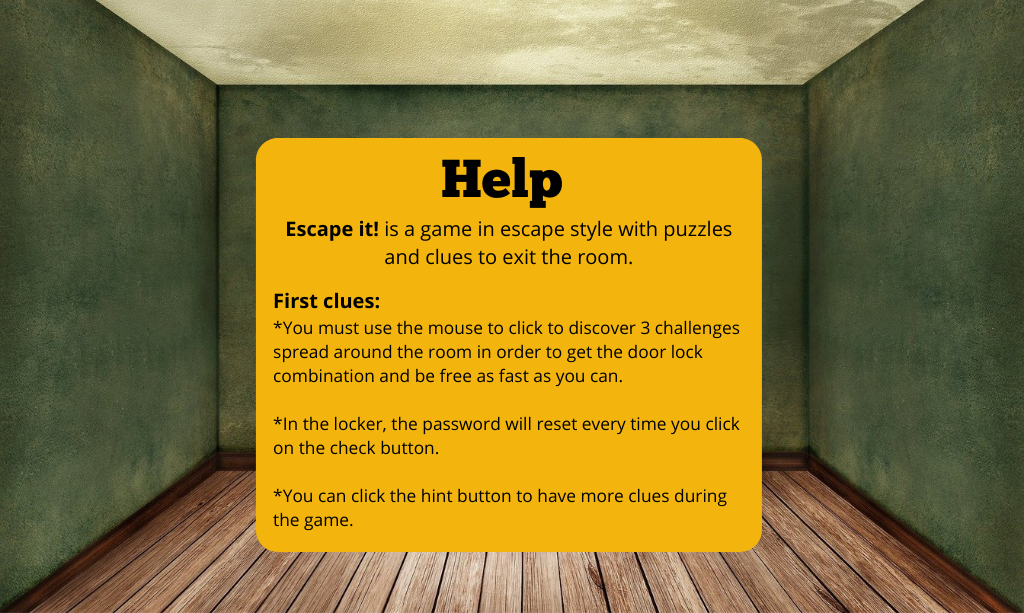 Help
Escape it! is a game in escape style with puzzles
and clues to exit the room.
First clues:
*You must use the mouse to click to discover 3 challenges
spread around the room in order to get the door lock
combination and be free as fast as you can.
*In the locker, the password will reset every time you click
on the check button.
*You can click the hint button to have more clues during
the game.